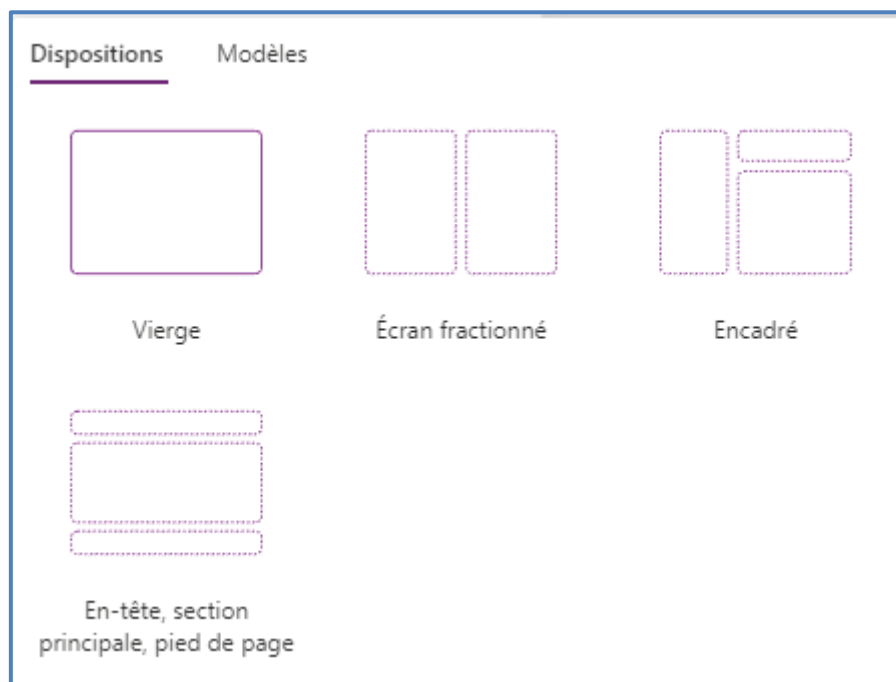 Dispositions
Modèles
Vierge
Écran fractionné
Encadré
En-tête, section
principale, pied de page